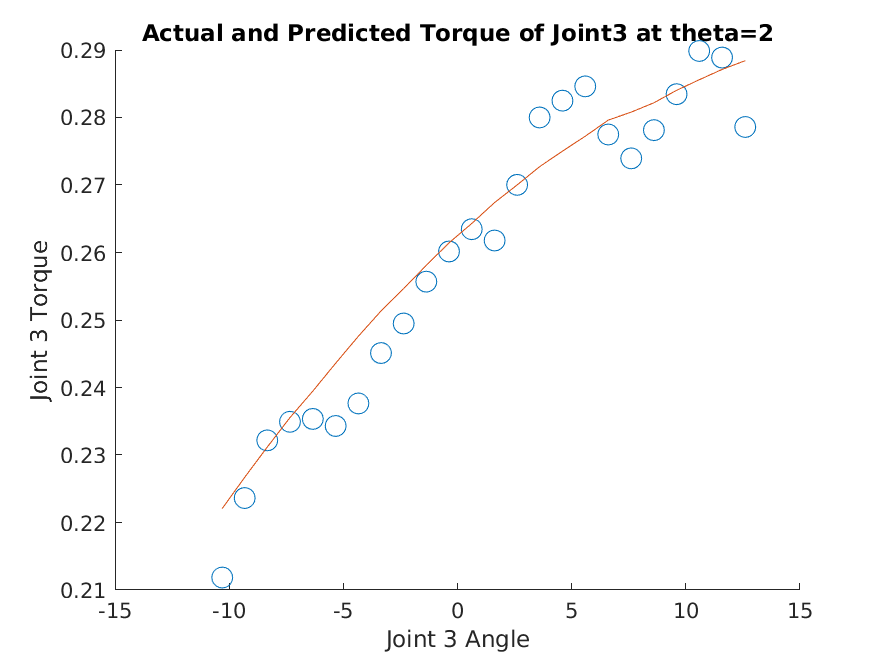 Actual and Predicted Torque of Joint3 at theta=2
0.29
0.28
0.27
0.26
0.25
0.24
0.23
0.22
0.21
Joint 3 Torque
-15 -10 -5 0 5 10 15
Joint 3 Angle